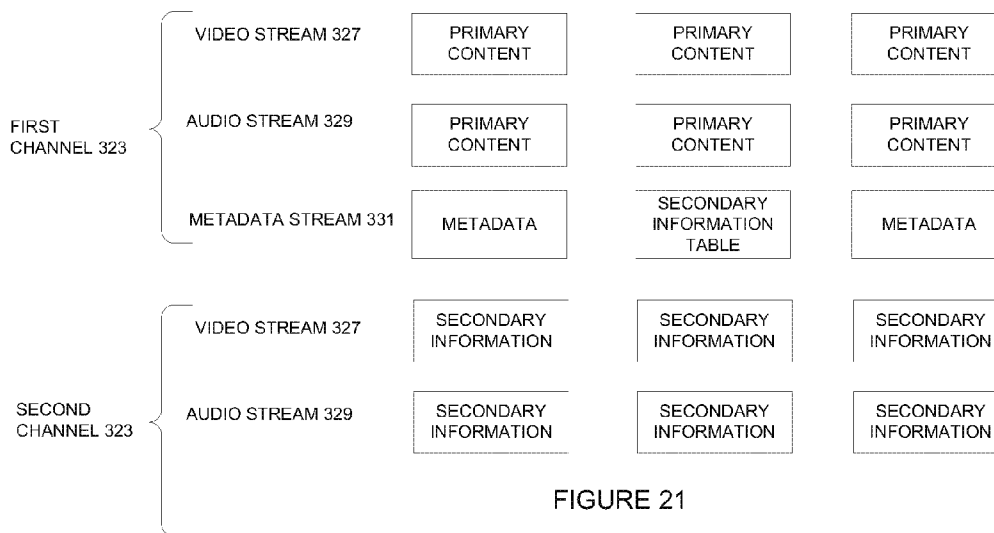 VIDEO STREAM 327
PRIMARY
CONTENT
PRIMARY
CONTENT
PRIMARY
CONTENT
FIRST
CHANNEL 323
AUDIO STREAM 329
PRIMARY
CONTENT
PRIMARY
CONTENT
PRIMARY
CONTENT
METADATA STREAM 331
METADATA
SECONDARY
INFORMATION
TABLE
METADATA
VIDEO STREAM 327
SECONDARY
INFORMATION
SECONDARY
INFORMATION
SECONDARY
INFORMATION
SECOND
CHANNEL 323
AUDIO STREAM 329
SECONDARY
INFORMATION
SECONDARY
INFORMATION
SECONDARY
INFORMATION
FIGURE 21